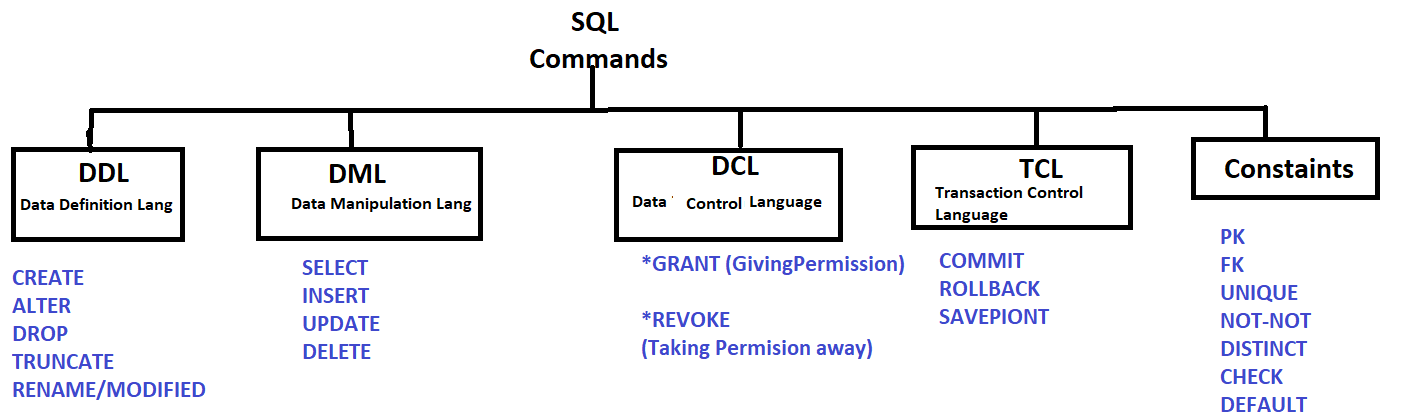 SQL
Commands
DDL
Data Definition Lang
CREATE
ALTER
DROP
TRUNCATE
RENAME/MODIFIED
DML
Data Manipulation Lang
SELECT
INSERT
UPDATE
DELETE
DCL
Data Control Language
*GRANT (GivingPermission)
*REVOKE
(Taking Permision away)
TCL
Transaction Control
Language
COMMIT
ROLLBACK
SAVEPIONT
Constaints
PK
FK
UNIQUE
NOT-NOT
DISTINCT
CHECK
DEFAULT